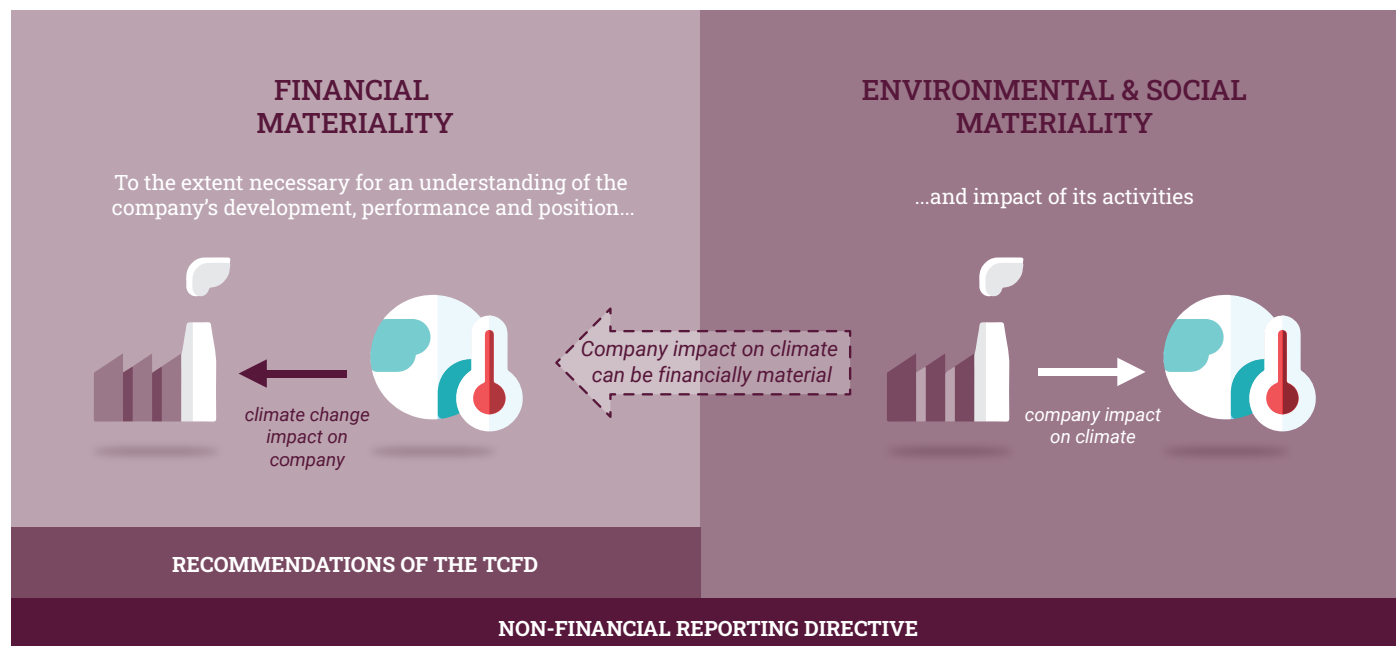 FINANCIAL
MATERIALITY
To the extent necessary for an understanding of the
company’s development, performance and position...
climate change
impact on
company
Company impact on climate
can be financially material
ENVIRONMENTAL & SOCIAL
MATERIALITY
...and impact of its activities
company impact
on climate
RECOMMENDATIONS OF THE TCFD
NON-FINANCIAL REPORTING DIRECTIVE